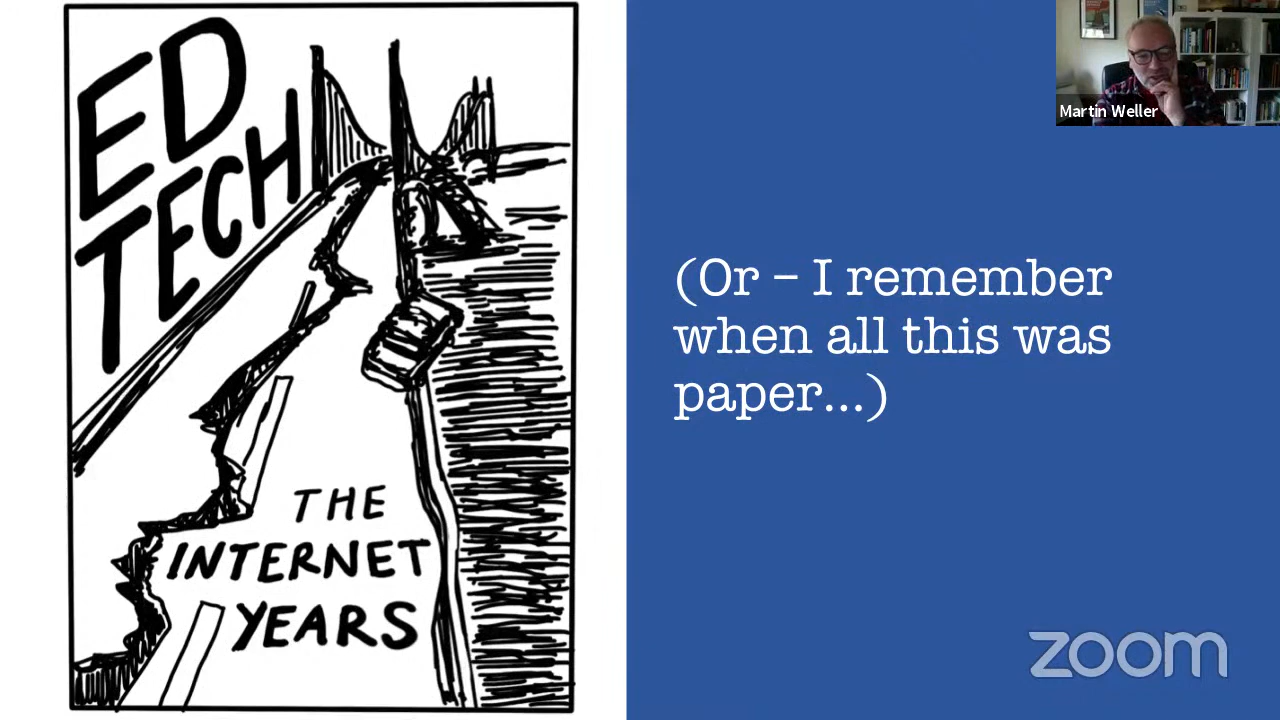 ED
TECH
THE
INTERNET
YEARS
(Or – I remember
when all this was
paper...)
Martin Weller
zoom